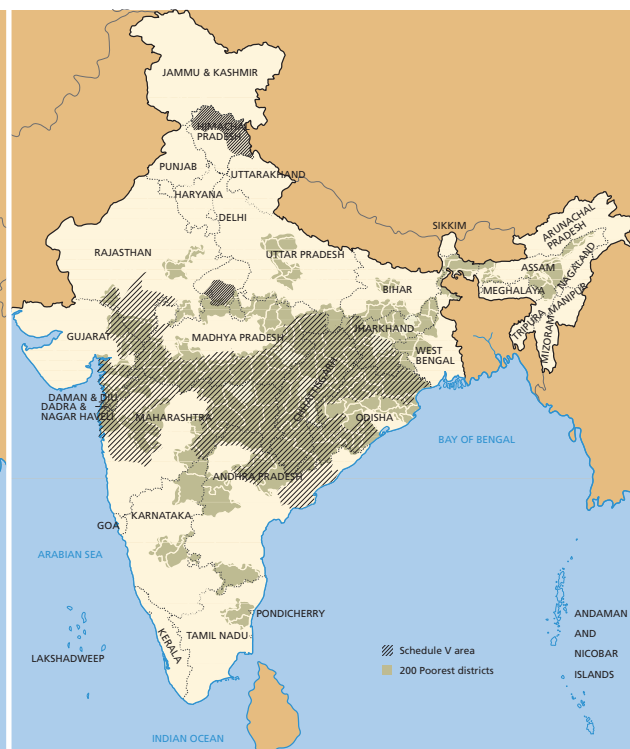 JAMMU & KASHMIR
HIMACHAL
PRADESH
PUNJAB
UTTARAKHAND
HARYANA
DELHI
SIKKIM
ARUNACHAL
PRADESH
RAJASTHAN
UTTAR PRADESH
ASSAM
NAGALAND
BIHAR
MEGHALAYA
MANIPUR
TRIPURA
MIZORAM
GUJARAT
MADHYA PRADESH
JHARKHAND
WEST
BENGAL
CHHATTISGARH
DAMAN & DIU
DADRA &
NAGAR HAVELI
MAHARASHTRA
ODISHA
BAY OF BENGAL
ANDHRA PRADESH
KARNATAKA
GOA
ARABIAN SEA
PONDICHERRY
TAMIL NADU
KERALA
LAKSHADWEEP
ANDAMAN
AND
NICOBAR
ISLANDS
Schedule V area
200 Poorest districts
INDIAN OCEAN